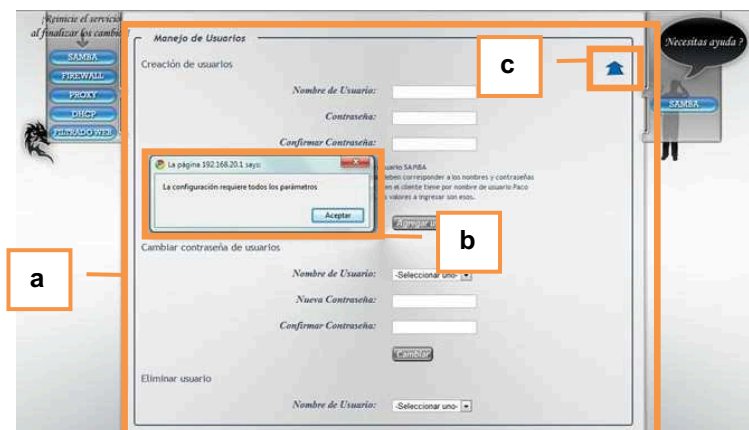 ¡Reinicie el servicio
al finalizar los cambios!
SAMBA
FIREWALL
PROXY
DHCP
FILTRADO WEB
Manejo de Usuarios
Creación de usuarios
Nombre de Usuario:
Contraseña:
Confirmar Contraseña:
uario SAMBA
deben corresponder a los nombres y contraseñas
en el cliente tiene por nombre de usuario Paco
valores a ingresar son esos.
Agregar
La página 192.168.20.1 says:
La configuración requiere todos los parámetros
Aceptar
Cambiar contraseña de usuarios
Nombre de Usuario:
-Seleccionar uno-
Nueva Contraseña:
Confirmar Contraseña:
Cambiar
Eliminar usuario
Nombre de Usuario:
-Seleccionar uno-
Necesitas ayuda ?
SAMBA
a
b
c